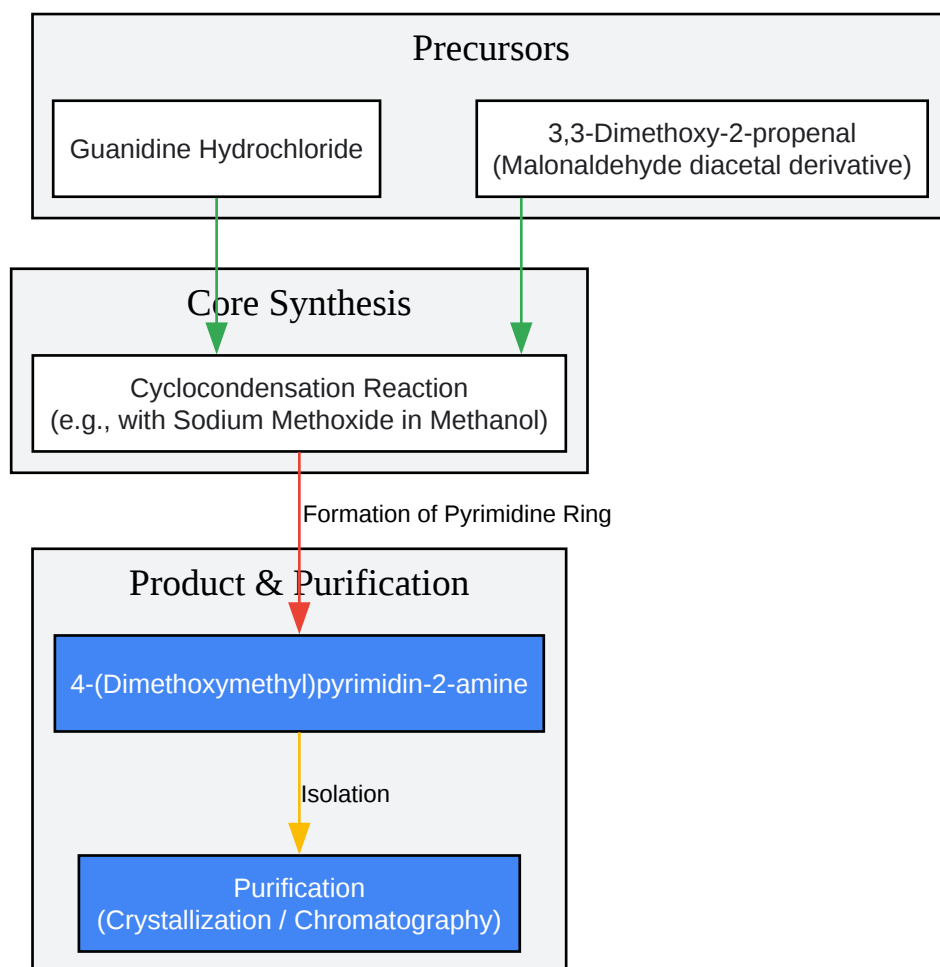 Precursors
Guanidine Hydrochloride
3,3-Dimethoxy-2-propenal
(Malonaldehyde diacetal derivative)
Core Synthesis
Cyclocondensation Reaction
(e.g., with Sodium Methoxide in Methanol)
Formation of Pyrimidine Ring
Product & Purification
4-(Dimethoxymethyl)pyrimidin-2-amine
Isolation
Purification
(Crystallization / Chromatography)